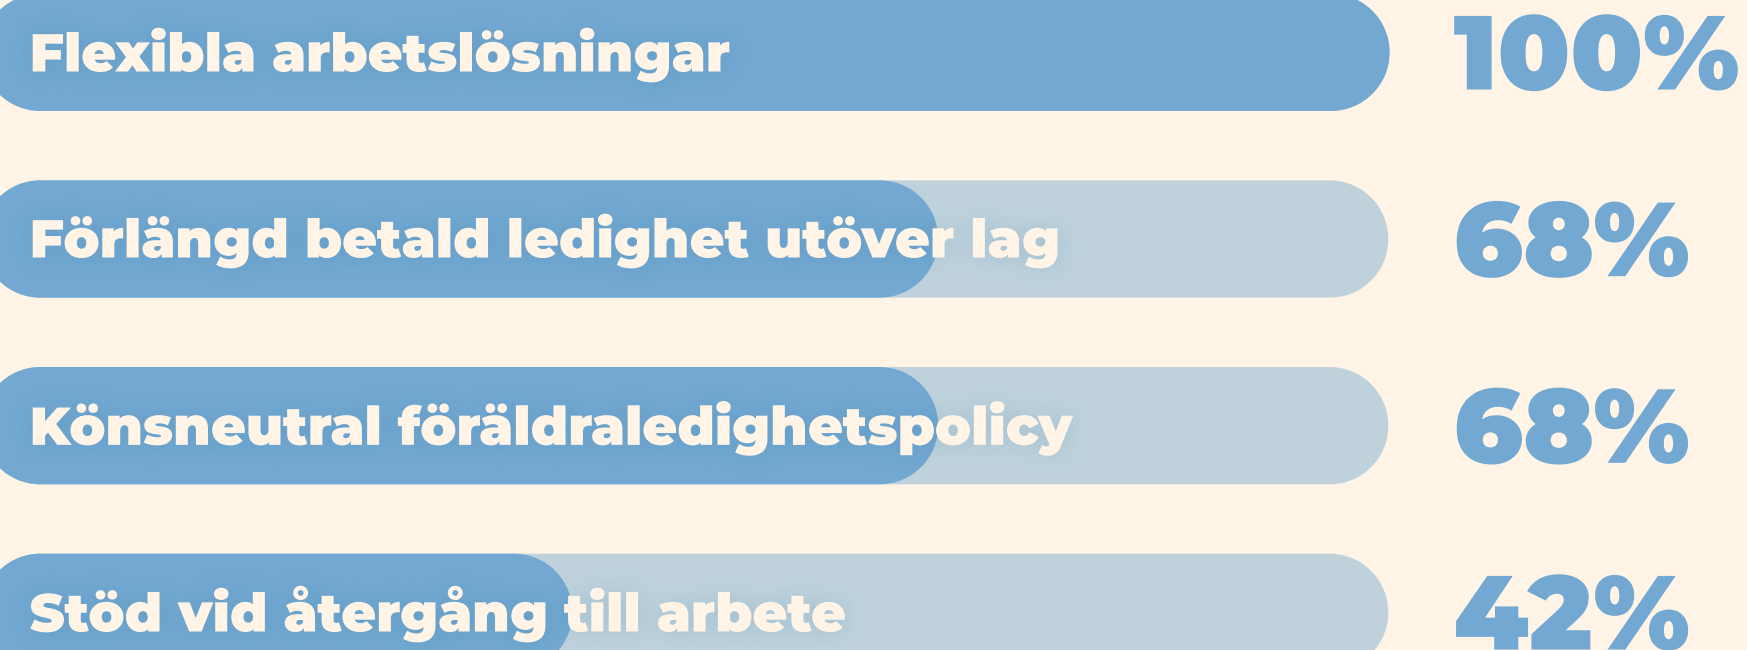 Flexibla arbetslösningar 100%
Förlängd betald ledighet utöver lag 68%
Könsneutral föräldraledighetspolicy 68%
Stöd vid återgång till arbete 42%